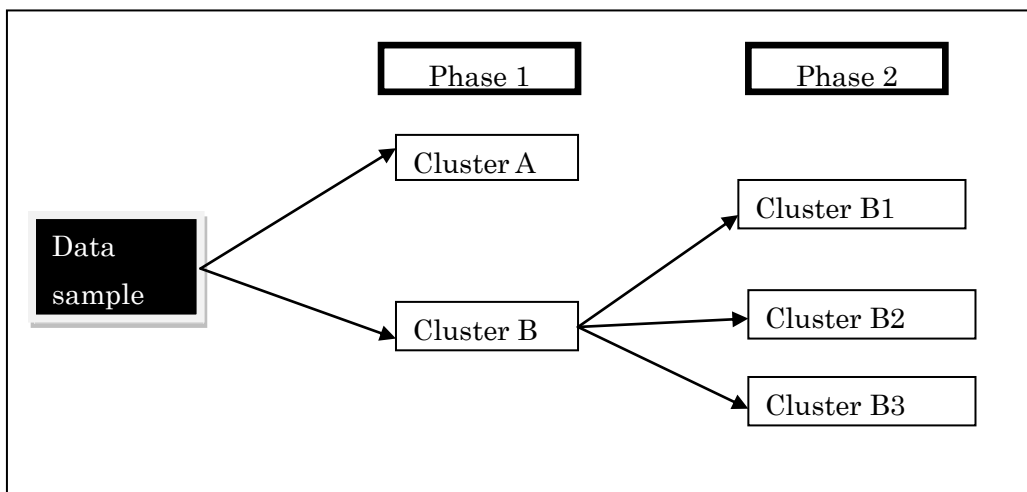 Phase 1
Phase 2
Cluster A
Cluster B1
Data
sample
Cluster B
Cluster B2
Cluster B3